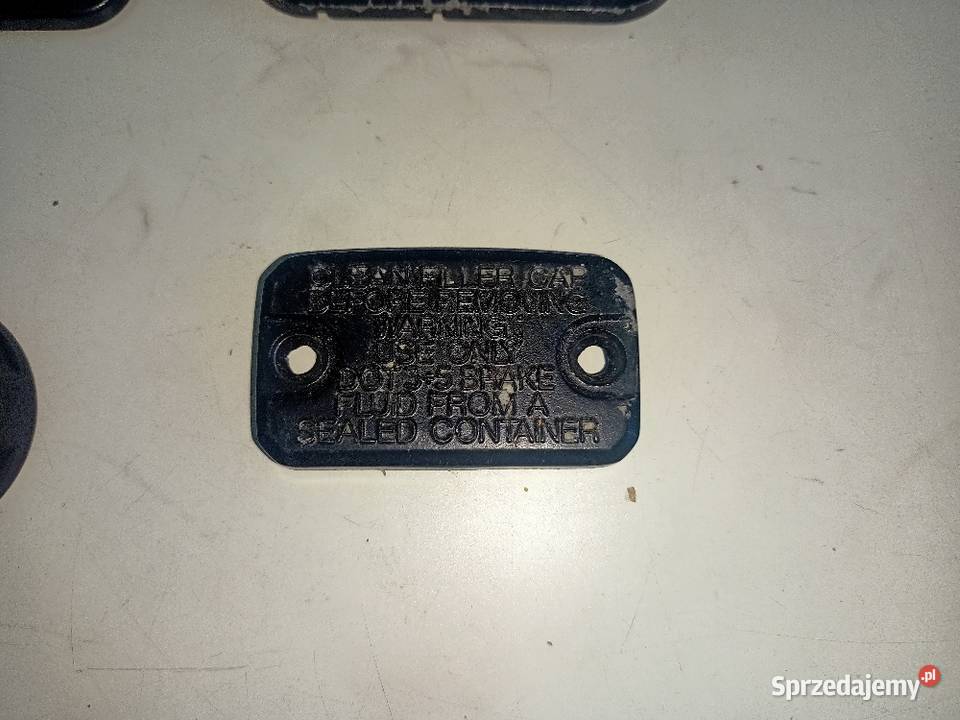 CLEAN FILLER CAP
BEFORE REMOVING
WARNING
USE ONLY
DOT 3+5 BRAKE
FLUID FROM A
SEALED CONTAINER
Sprzedajemy.pl